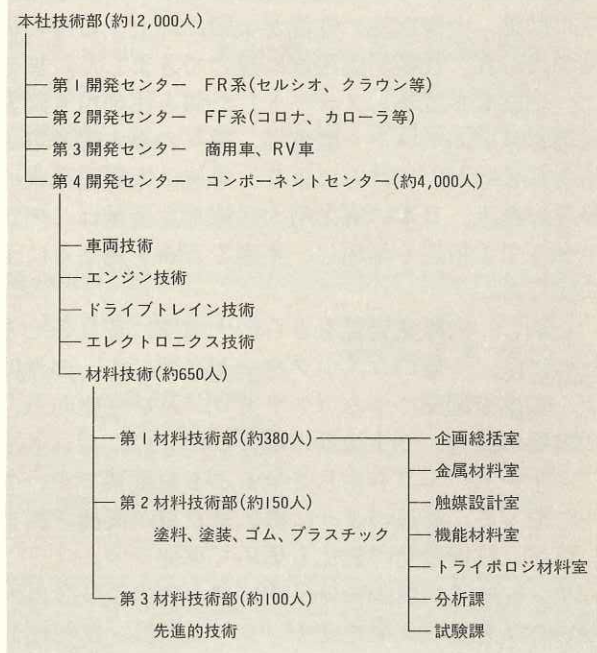 本社技術部(約12,000人)
第1開発センター FR系(セルシオ、クラウン等)
第2開発センター FF系(コロナ、カローラ等)
第3開発センター 商用車、RV車
第4開発センター コンポーネントセンター(約4,000人)
車両技術
エンジン技術
ドライブトレイン技術
エレクトロニクス技術
材料技術(約650人)
第1材料技術部(約380人)
企画総括室
金属材料室
第2材料技術部(約150人)
触媒設計室
塗料、塗装、ゴム、プラスチック
機能材料室
トライボロジ材料室
第3材料技術部(約100人)
分析課
先進的技術
試験課